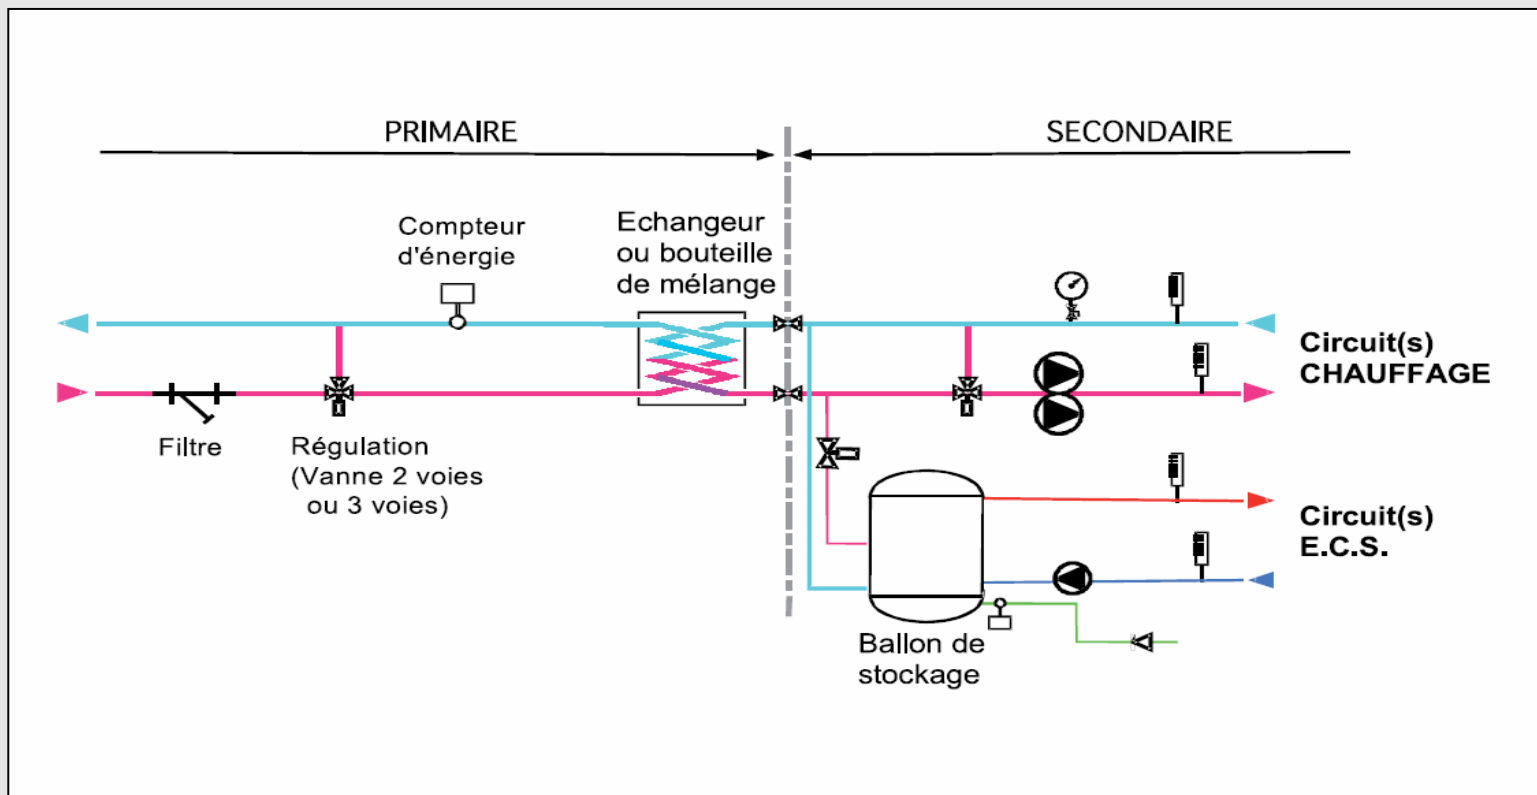 PRIMAIRE
SECONDAIRE
Compteur
d'énergie
Echangeur
ou bouteille
de mélange
Circuit(s)
CHAUFFAGE
Filtre
Régulation
(Vanne 2 voies
ou 3 voies)
Circuit(s)
E.C.S.
Ballon de
stockage